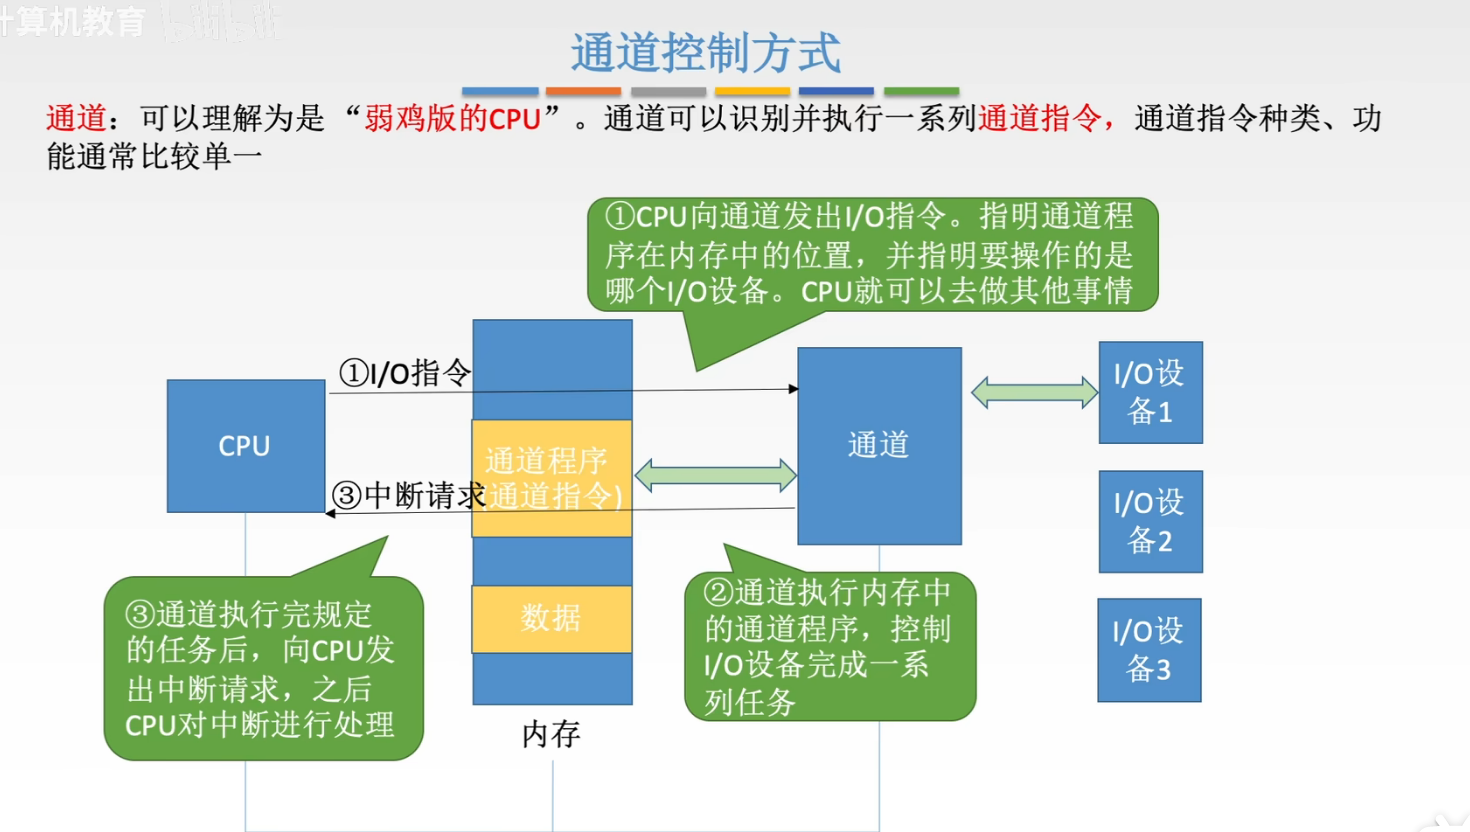 计算机教育 bilibili
通道控制方式
通道：可以理解为是“弱鸡版的CPU”。通道可以识别并执行一系列通道指令，通道指令种类、功
能通常比较单一
①CPU向通道发出I/O指令。指明通道程
序在内存中的位置，并指明要操作的是
哪个I/O设备。CPU就可以去做其他事情
①I/O指令
CPU
通道程序
(通道指令)
③中断请求
通道
I/O设
备1
I/O设
备2
I/O设
备3
数据
内存
②通道执行内存中
的通道程序，控制
I/O设备完成一系
列任务
③通道执行完规定
的任务后，向CPU发
出中断请求，之后
CPU对中断进行处理